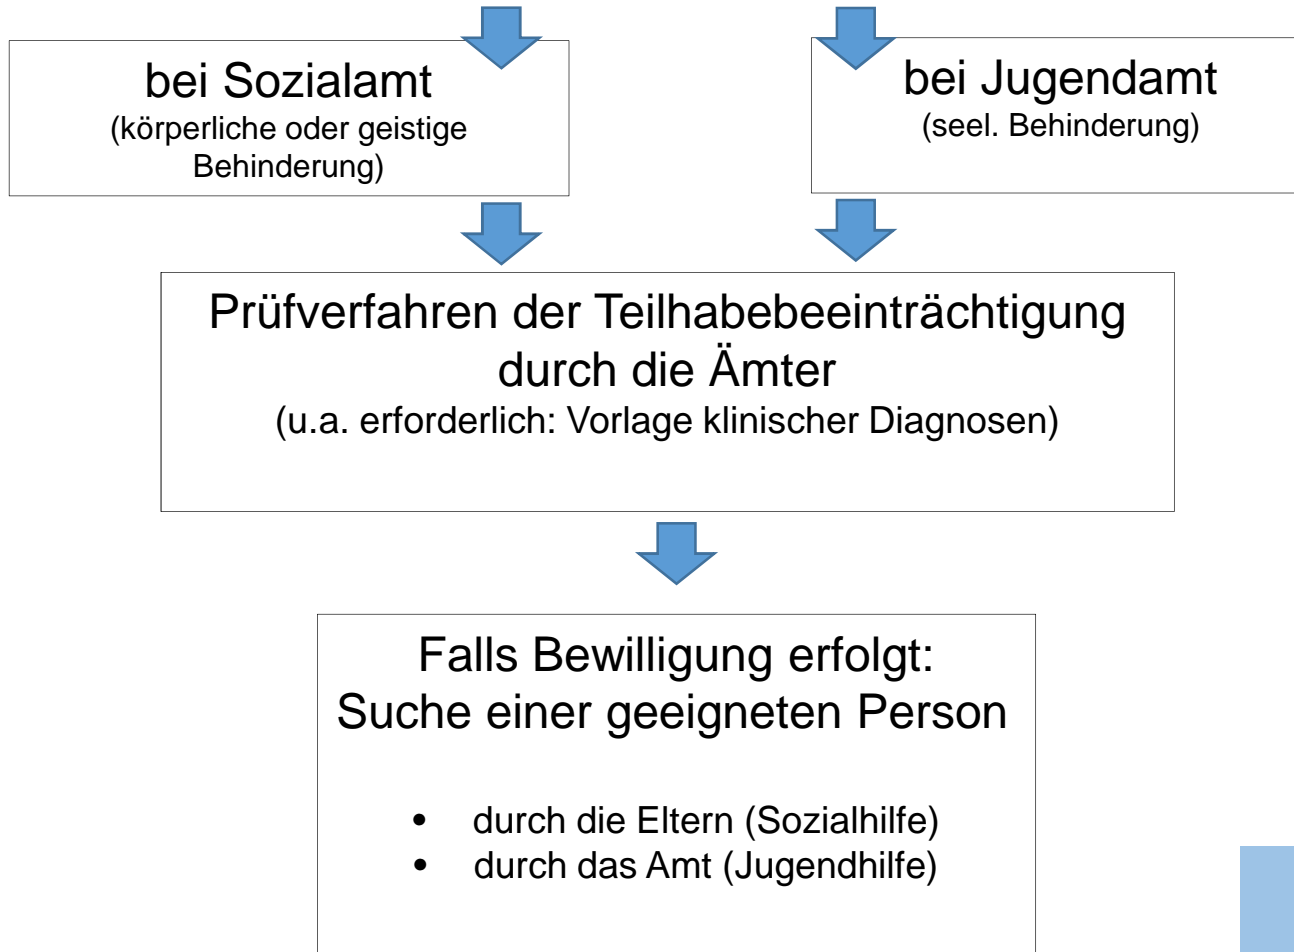 bei Sozialamt
(körperliche oder geistige
Behinderung)
bei Jugendamt
(seel. Behinderung)
Prüfverfahren der Teilhabebeeinträchtigung
durch die Ämter
(u.a. erforderlich: Vorlage klinischer Diagnosen)
Falls Bewilligung erfolgt:
Suche einer geeigneten Person
• durch die Eltern (Sozialhilfe)
• durch das Amt (Jugendhilfe)